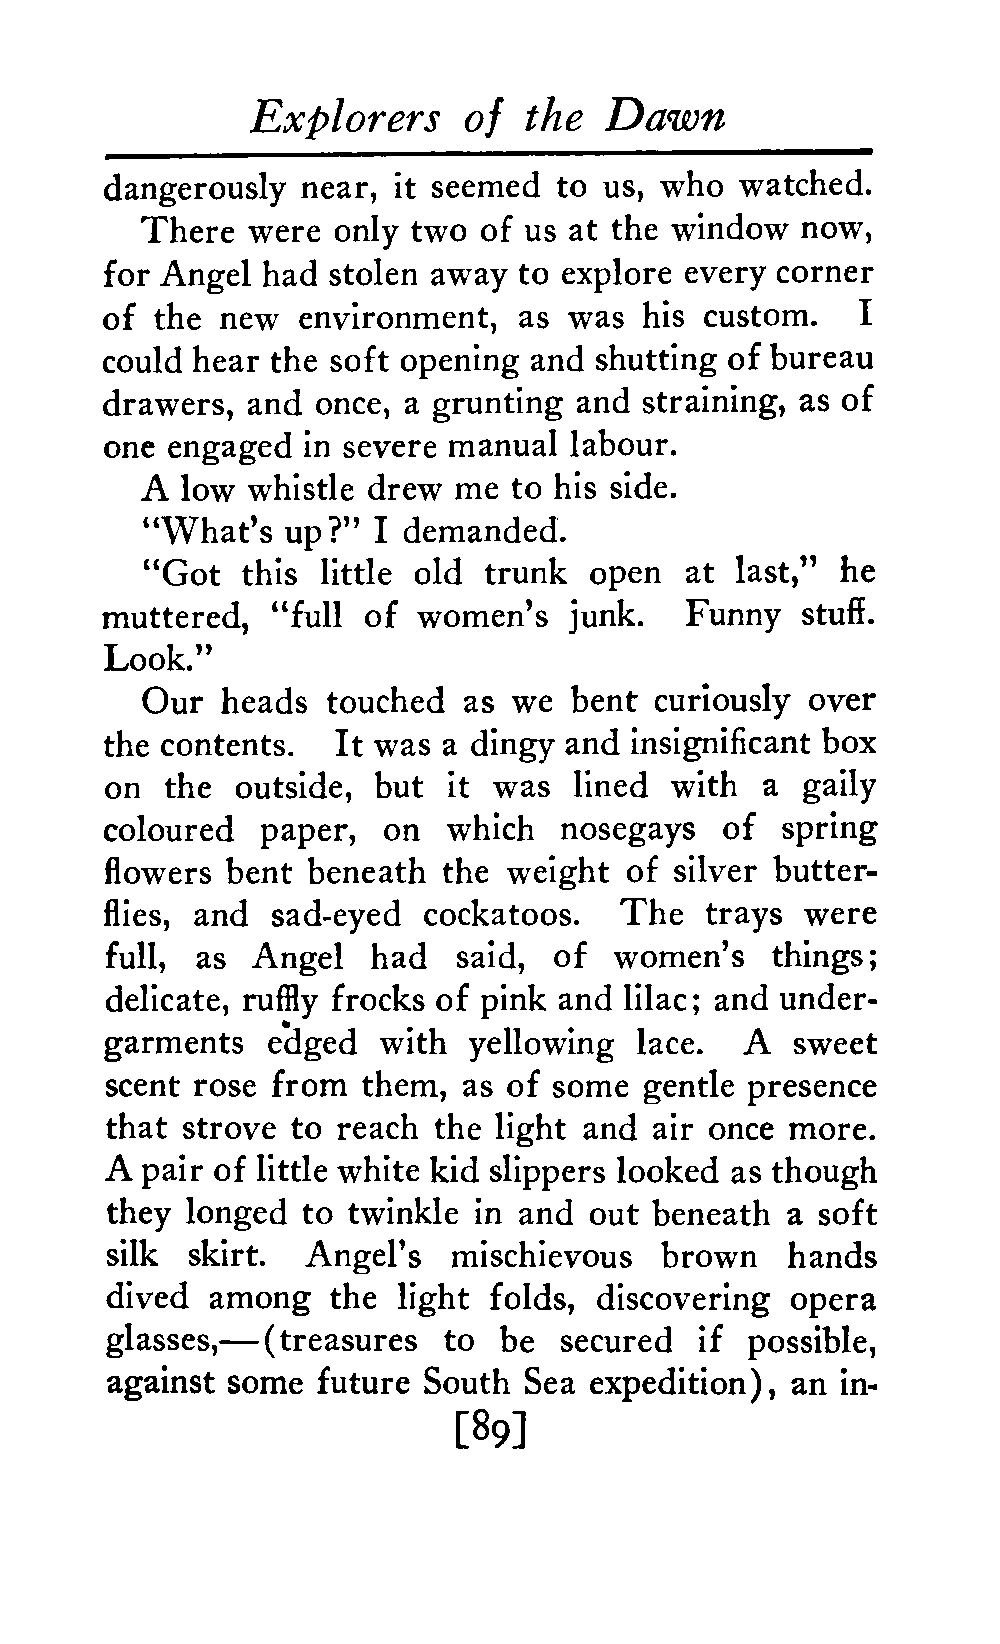 Explorers of the Dawn
dangerously near, it seemed to us, who watched.
There were only two of us at the window now,
for Angel had stolen away to explore every corner
of the new environment, as was his custom. I
could hear the soft opening and shutting of bureau
drawers, and once, a grunting and straining, as of
one engaged in severe manual labour.
A low whistle drew me to his side.
"What's up?" I demanded.
"Got this little old trunk open at last," he
muttered, "full of women's junk. Funny stuff.
Look."
Our heads touched as we bent curiously over
the contents. It was a dingy and insignificant box
on the outside, but it was lined with a gaily
coloured paper, on which nosegays of spring
flowers bent beneath the weight of silver butter-
flies, and sad-eyed cockatoos. The trays were
full, as Angel had said, of women's things;
delicate, ruffly frocks of pink and lilac; and under-
garments edged with yellowing lace. A sweet
scent rose from them, as of some gentle presence
that strove to reach the light and air once more.
A pair of little white kid slippers looked as though
they longed to twinkle in and out beneath a soft
silk skirt. Angel's mischievous brown hands
dived among the light folds, discovering opera
glasses,—(treasures to be secured if possible,
against some future South Sea expedition), an in-
[89]